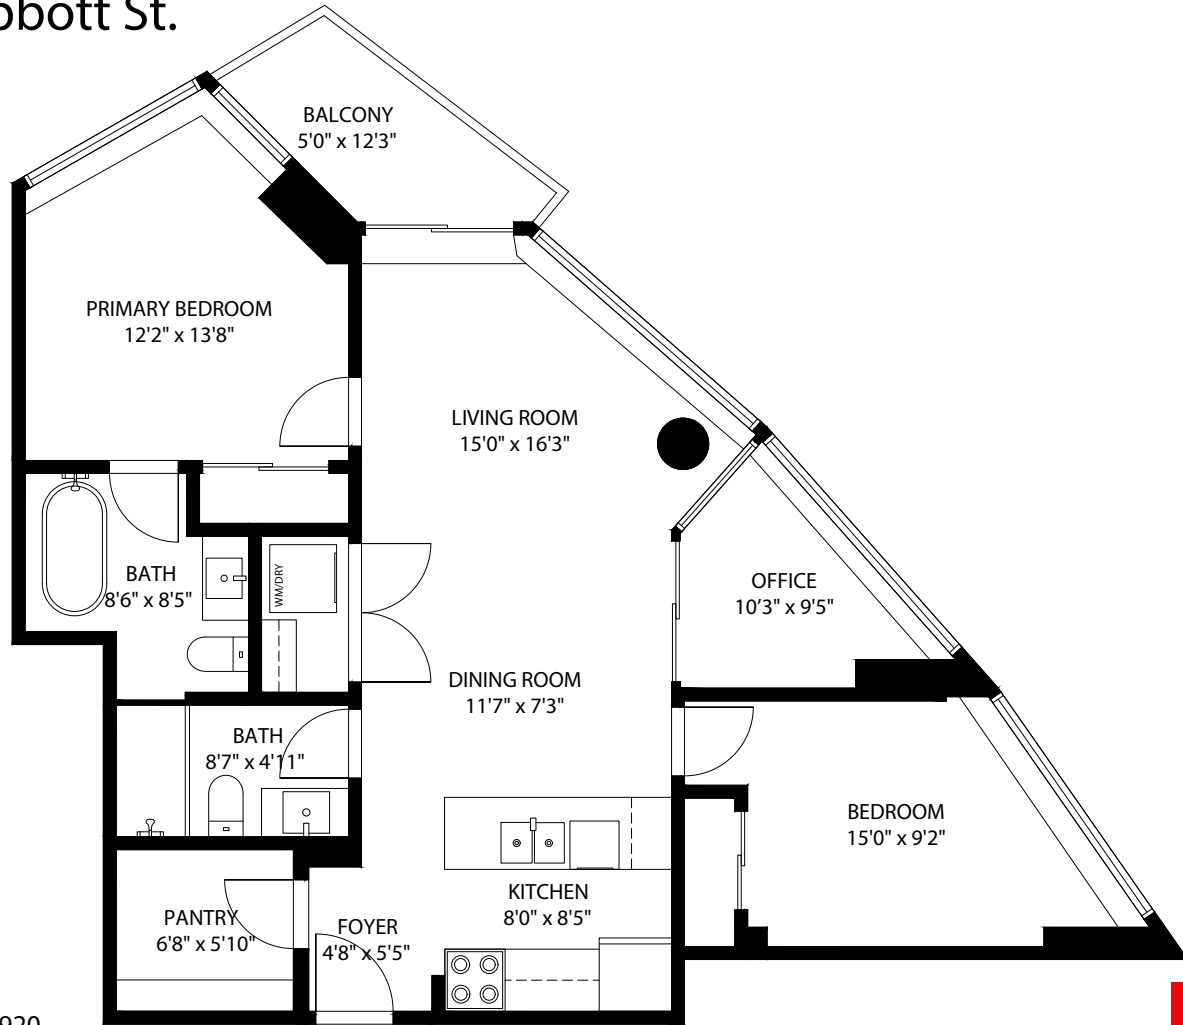 bbott St.
BALCONY
5'0" x 12'3"
PRIMARY BEDROOM
12'2" x 13'8"
LIVING ROOM
15'0" x 16'3"
BATH
8'6" x 8'5"
WM/DRY
OFFICE
10'3" x 9'5"
DINING ROOM
11'7" x 7'3"
BATH
8'7" x 4'11"
BEDROOM
15'0" x 9'2"
KITCHEN
8'0" x 8'5"
PANTRY
6'8" x 5'10"
FOYER
4'8" x 5'5"
920